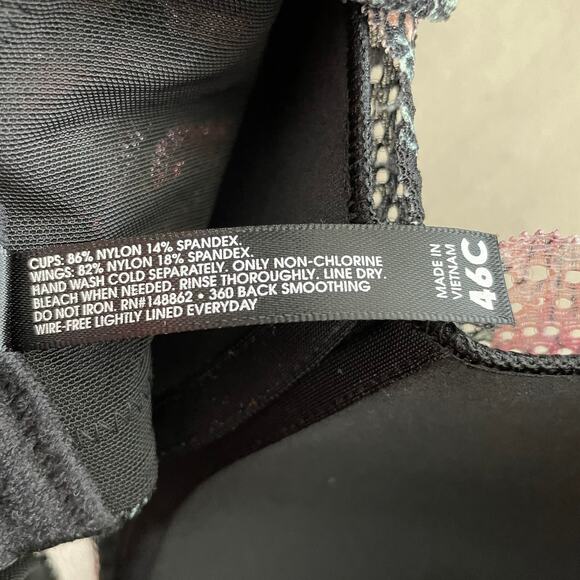 CUPS: 86% NYLON 14% SPANDEX.
WINGS: 82% NYLON 18% SPANDEX.
HAND WASH COLD SEPARATELY. ONLY NON-CHLORINE
BLEACH WHEN NEEDED. RINSE THOROUGHLY. LINE DRY.
DO NOT IRON. RN#148862 • 360 BACK SMOOTHING
WIRE-FREE LIGHTLY LINED EVERYDAY
MADE IN
VIETNAM
46C